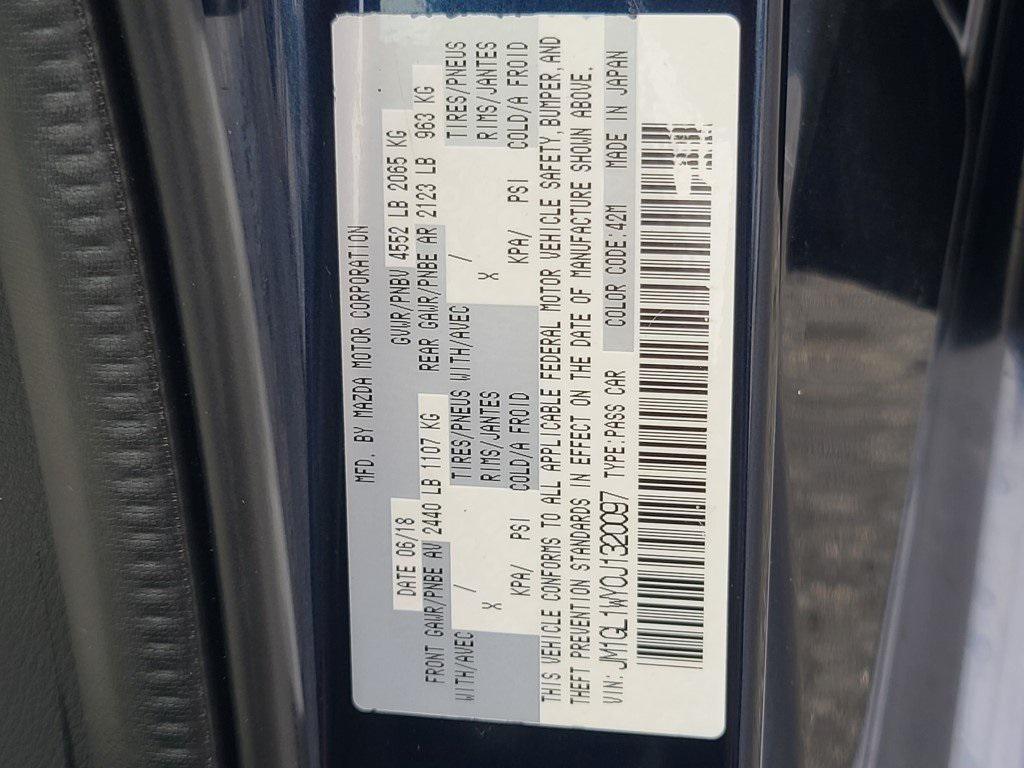 MFD. BY MAZDA MOTOR CORPORATION
DATE 06/18 GVWR/PNBV 4552 LB 2065 KG
FRONT GAWR/PNBE AV 2440 LB 1107 KG REAR GAWR/PNBE AR 2123 LB 963 KG
WITH/AVEC / TIRES/PNEUS WITH/AVEC / TIRES/PNEUS
X RIMS/JANTES X RIMS/JANTES
KPA/ PSI COLD/A FROID KPA/ PSI COLD/A FROID
THIS VEHICLE CONFORMS TO ALL APPLICABLE FEDERAL MOTOR VEHICLE SAFETY, BUMPER, AND
THEFT PREVENTION STANDARDS IN EFFECT ON THE DATE OF MANUFACTURE SHOWN ABOVE.
VIN: JM1GL1WY0J1320097 TYPE:PASS CAR COLOR CODE:42M MADE IN JAPAN